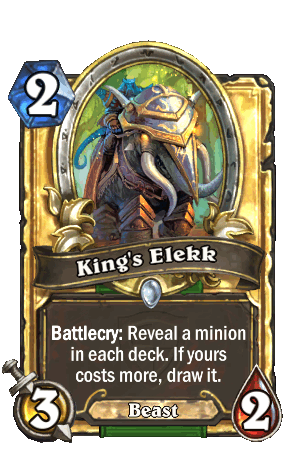 2
King's Elekk
Battlecry: Reveal a minion
in each deck. If yours
costs more, draw it.
3
Beast
2